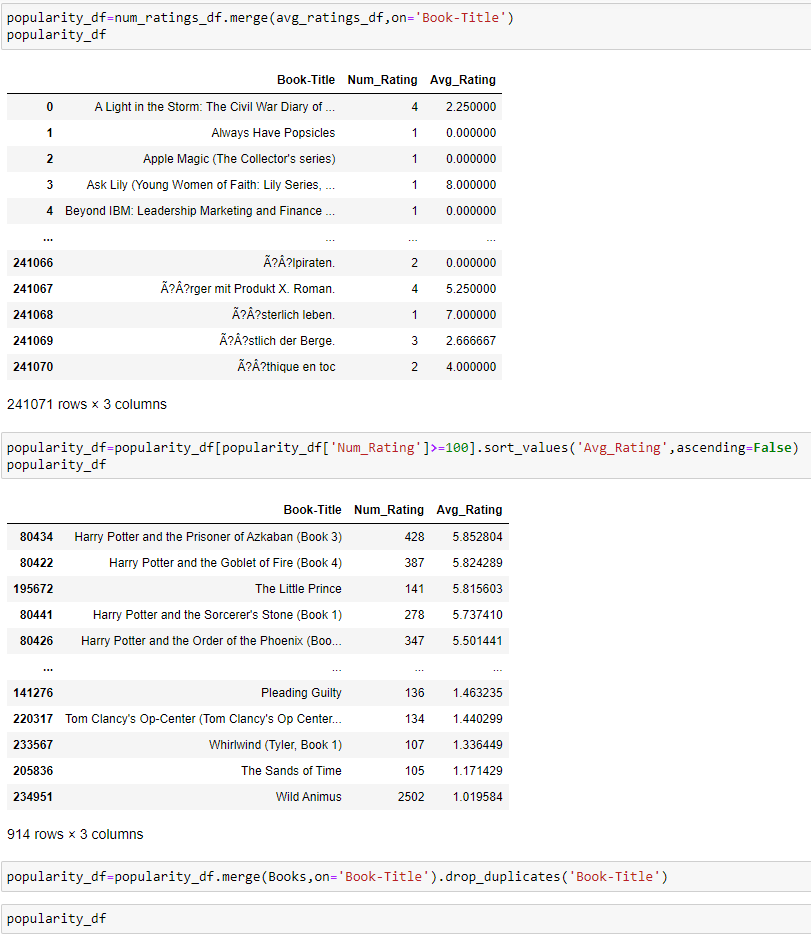 popularity_df=num_ratings_df.merge(avg_ratings_df,on='Book-Title')
popularity_df
Book-Title Num_Rating Avg_Rating
0 A Light in the Storm: The Civil War Diary of ... 4 2.250000
1 Always Have Popsicles 1 0.000000
2 Apple Magic (The Collector's series) 1 0.000000
3 Ask Lily (Young Women of Faith: Lily Series, ... 1 8.000000
4 Beyond IBM: Leadership Marketing and Finance ... 1 0.000000
... ... ... ...
241066 Ã?Â?lpiraten. 2 0.000000
241067 Ã?Â?rger mit Produkt X. Roman. 4 5.250000
241068 Ã?Â?sterlich leben. 1 7.000000
241069 Ã?Â?stlich der Berge. 3 2.666667
241070 Ã?Â?thique en toc 2 4.000000
241071 rows × 3 columns
popularity_df=popularity_df[popularity_df['Num_Rating']>=100].sort_values('Avg_Rating',ascending=False)
popularity_df
Book-Title Num_Rating Avg_Rating
80434 Harry Potter and the Prisoner of Azkaban (Book 3) 428 5.852804
80422 Harry Potter and the Goblet of Fire (Book 4) 387 5.824289
195672 The Little Prince 141 5.815603
80441 Harry Potter and the Sorcerer's Stone (Book 1) 278 5.737410
80426 Harry Potter and the Order of the Phoenix (Boo... 347 5.501441
... ... ... ...
141276 Pleading Guilty 136 1.463235
220317 Tom Clancy's Op-Center (Tom Clancy's Op Center... 134 1.440299
233567 Whirlwind (Tyler, Book 1) 107 1.336449
205836 The Sands of Time 105 1.171429
234951 Wild Animus 2502 1.019584
914 rows × 3 columns
popularity_df=popularity_df.merge(Books,on='Book-Title').drop_duplicates('Book-Title')
popularity_df